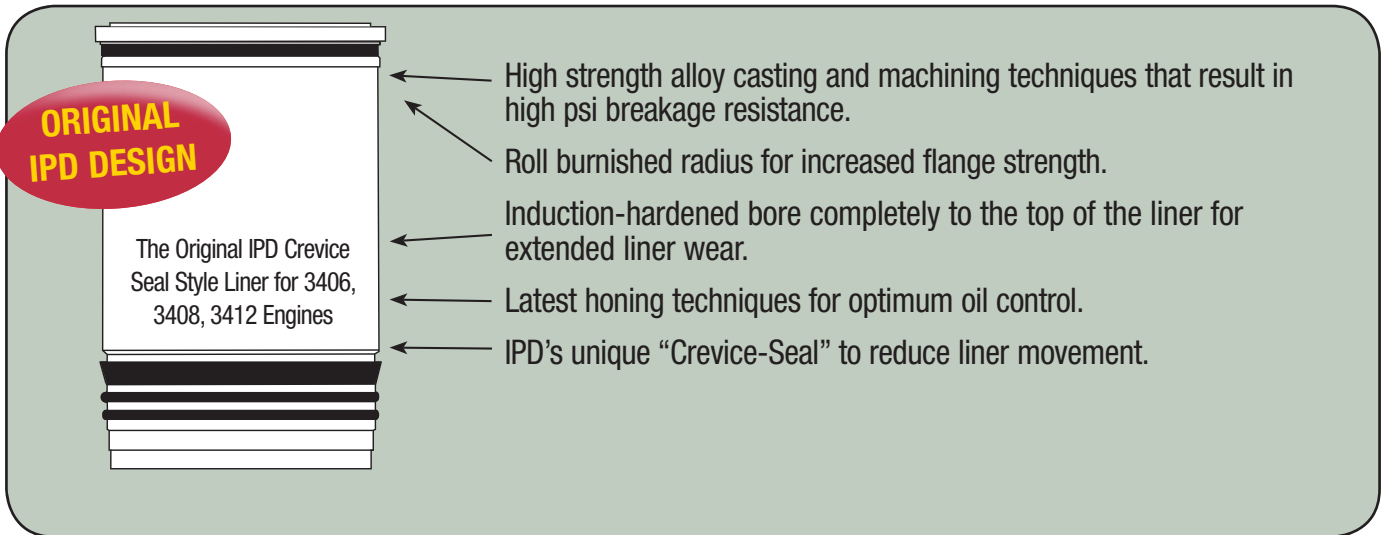 ORIGINAL
IPD DESIGN
The Original IPD Crevice
Seal Style Liner for 3406,
3408, 3412 Engines
High strength alloy casting and machining techniques that result in
high psi breakage resistance.
Roll burnished radius for increased flange strength.
Induction-hardened bore completely to the top of the liner for
extended liner wear.
Latest honing techniques for optimum oil control.
IPD’s unique “Crevice-Seal” to reduce liner movement.